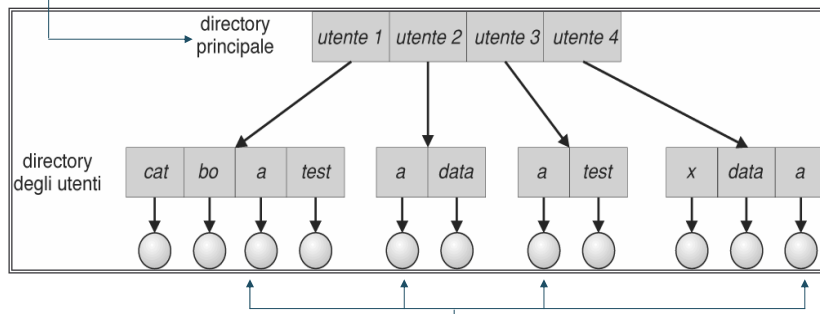 directory
principale
utente 1 utente 2 utente 3 utente 4
directory
degli utenti
cat bo a test a data a test x data a